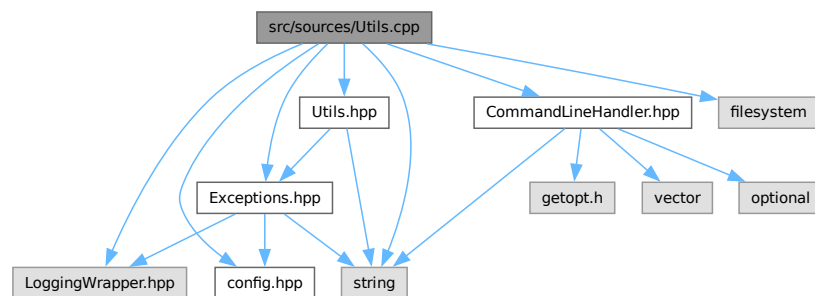 src/sources/Utils.cpp
Utils.hpp
CommandLineHandler.hpp
filesystem
Exceptions.hpp
getopt.h
vector
optional
LoggingWrapper.hpp
config.hpp
string